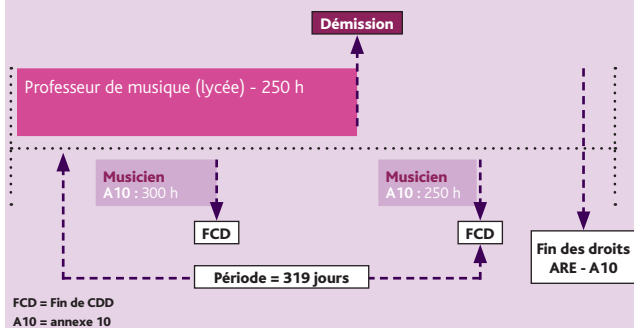 Démission
Professeur de musique (lycée) - 250 h
Musicien
A10 : 300 h
Musicien
A10 : 250 h
FCD
FCD
Fin des droits
ARE - A10
Période = 319 jours
FCD = Fin de CDD
A10 = annexe 10